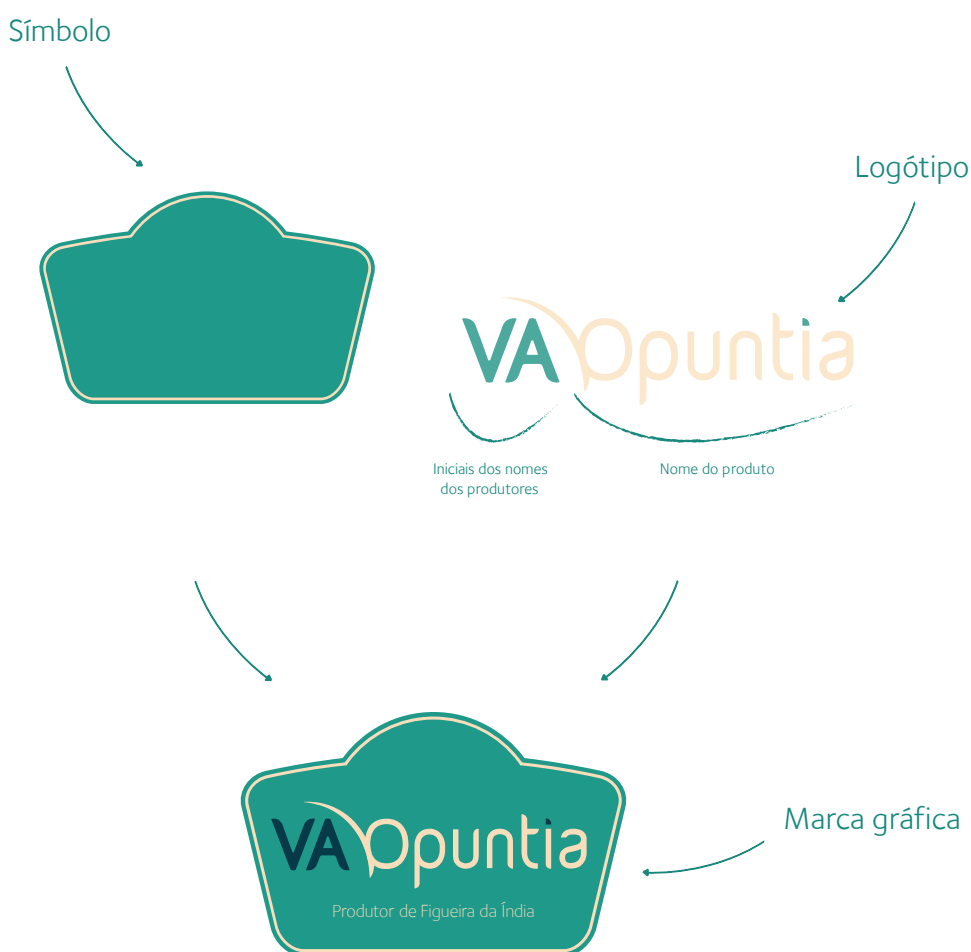 Símbolo
Logótipo
VA Opuntia
Iniciais dos nomes
dos produtores
Nome do produto
VA Opuntia
Produtor de Figueira da Índia
Marca gráfica